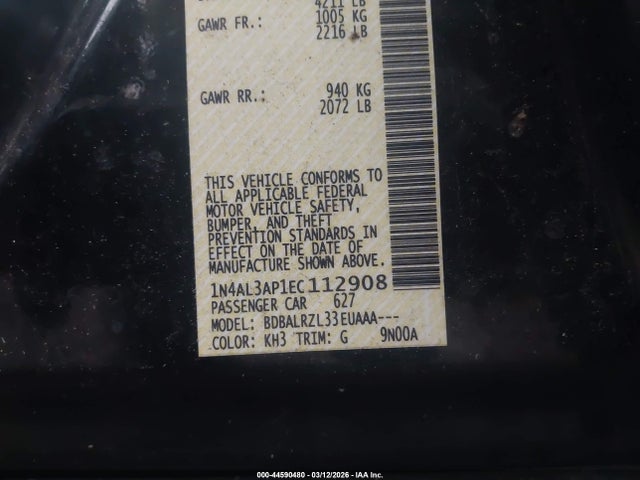 4211 LB
GAWR FR.: 1005 KG
2216 LB
GAWR RR.: 940 KG
2072 LB
THIS VEHICLE CONFORMS TO
ALL APPLICABLE FEDERAL
MOTOR VEHICLE SAFETY,
BUMPER, AND THEFT
PREVENTION STANDARDS IN
EFFECT ON THE DATE OF
MANUFACTURE SHOWN ABOVE.
1N4AL3AP1EC112908
PASSENGER CAR 627
MODEL: BDBALRZL33EUAAA---
COLOR: KH3 TRIM: G 9N00A
000-44590480 - 03/12/2026 - IAA Inc.